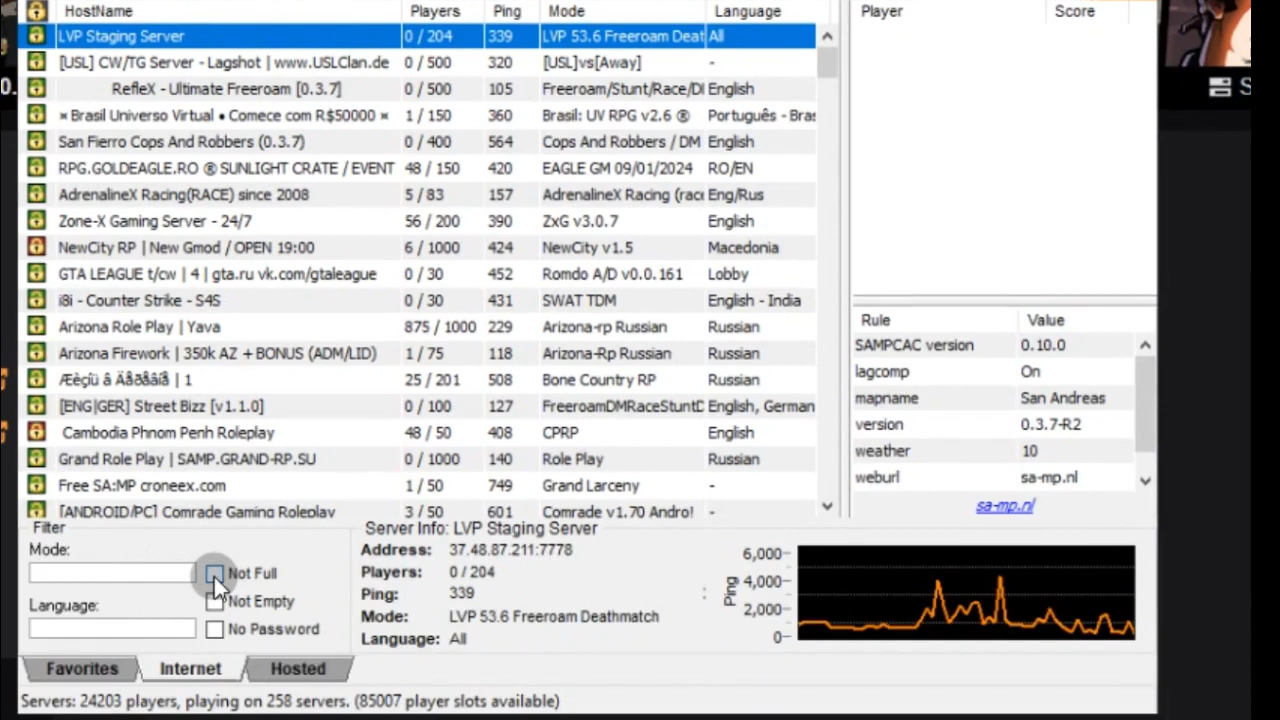 HostName Players Ping Mode Language Player Score
LVP Staging Server 0 / 204 339 LVP 53.6 Freeroam Deat All
[USL] CW/TG Server - Lagshot | www.USLClan.de 0 / 500 320 [USL]vs[Away] -
RefleX - Ultimate Freeroam [0.3.7] 0 / 500 105 Freeroam/Stunt/Race/D English
¤ Brasil Universo Virtual • Comece com R$50000 ¤ 1 / 150 360 Brasil: UV RPG v2.6 ® Português - Bras
San Fierro Cops And Robbers (0.3.7) 0 / 400 564 Cops And Robbers / DM English
RPG.GOLDEAGLE.RO ® SUNLIGHT CRATE / EVENT 48 / 150 420 EAGLE GM 09/01/2024 RO/EN
AdrenalineX Racing(RACE) since 2008 5 / 83 157 AdrenalineX Racing (race Eng/Rus
Zone-X Gaming Server - 24/7 56 / 200 390 ZxG v3.0.7 English
NewCity RP | New Gmod / OPEN 19:00 6 / 1000 424 NewCity v1.5 Macedonia
GTA LEAGUE t/cw | 4 | gta.ru vk.com/gtaleague 0 / 30 452 Romdo A/D v0.0.161 Lobby
i8i - Counter Strike - S4S 0 / 30 431 SWAT TDM English - India
Arizona Role Play | Yava 875 / 1000 229 Arizona-rp Russian Russian
Arizona Firework | 350k AZ + BONUS (ADM/LID) 1 / 75 118 Arizona-Rp Russian Russian
Æèçíü â Äåðåâíå | 1 25 / 201 508 Bone Country RP Russian
[ENG|GER] Street Bizz [v1.1.0] 0 / 100 127 FreeroamDMRaceStuntD English, German
Cambodia Phnom Penh Roleplay 48 / 50 408 CPRP English
Grand Role Play | SAMP.GRAND-RP.SU 0 / 1000 140 Role Play Russian
Free SA:MP croneex.com 1 / 50 749 Grand Larceny -
[ANDROID/PC] Comrade Gaming Roleplay 3 / 50 601 Comrade v1.70 Andro! -
Rule Value
SAMPCAC version 0.10.0
lagcomp On
mapname San Andreas
version 0.3.7-R2
weather 10
weburl sa-mp.nl
sa-mp.nl
Filter
Mode:
Not Full
Language:
Not Empty
No Password
Server Info: LVP Staging Server
Address: 37.48.87.211:7778
Players: 0 / 204
Ping: 339
Mode: LVP 53.6 Freeroam Deathmatch
Language: All
:
Ping
6,000
4,000
2,000
0
Favorites Internet Hosted
Servers: 24203 players, playing on 258 servers. (85007 player slots available)
0.
S